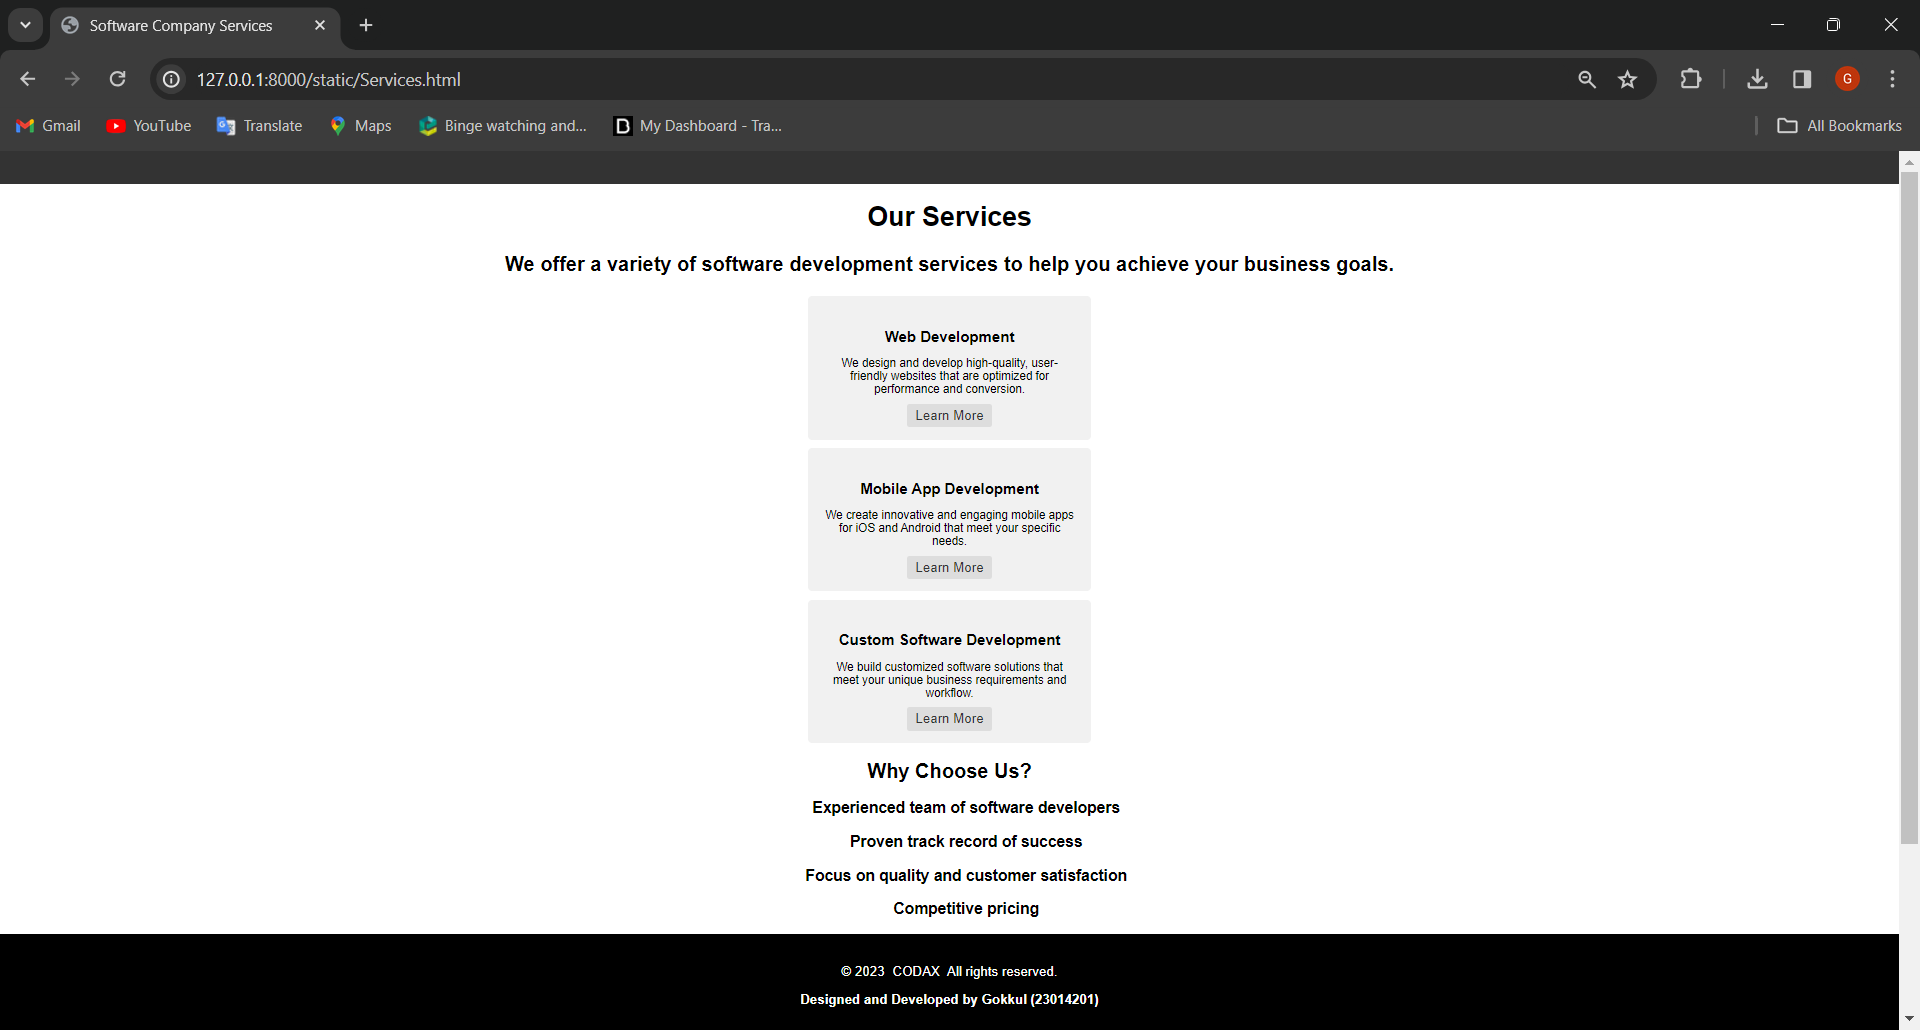 Software Company Services
127.0.0.1:8000/static/Services.html
G
Gmail
YouTube
Translate
Maps
Binge watching and...
My Dashboard - Tra...
All Bookmarks
Our Services
We offer a variety of software development services to help you achieve your business goals.
Web Development
We design and develop high-quality, user-
friendly websites that are optimized for
performance and conversion.
Learn More
Mobile App Development
We create innovative and engaging mobile apps
for iOS and Android that meet your specific
needs.
Learn More
Custom Software Development
We build customized software solutions that
meet your unique business requirements and
workflow.
Learn More
Why Choose Us?
Experienced team of software developers
Proven track record of success
Focus on quality and customer satisfaction
Competitive pricing
© 2023 CODAX All rights reserved.
Designed and Developed by Gokkul (23014201)